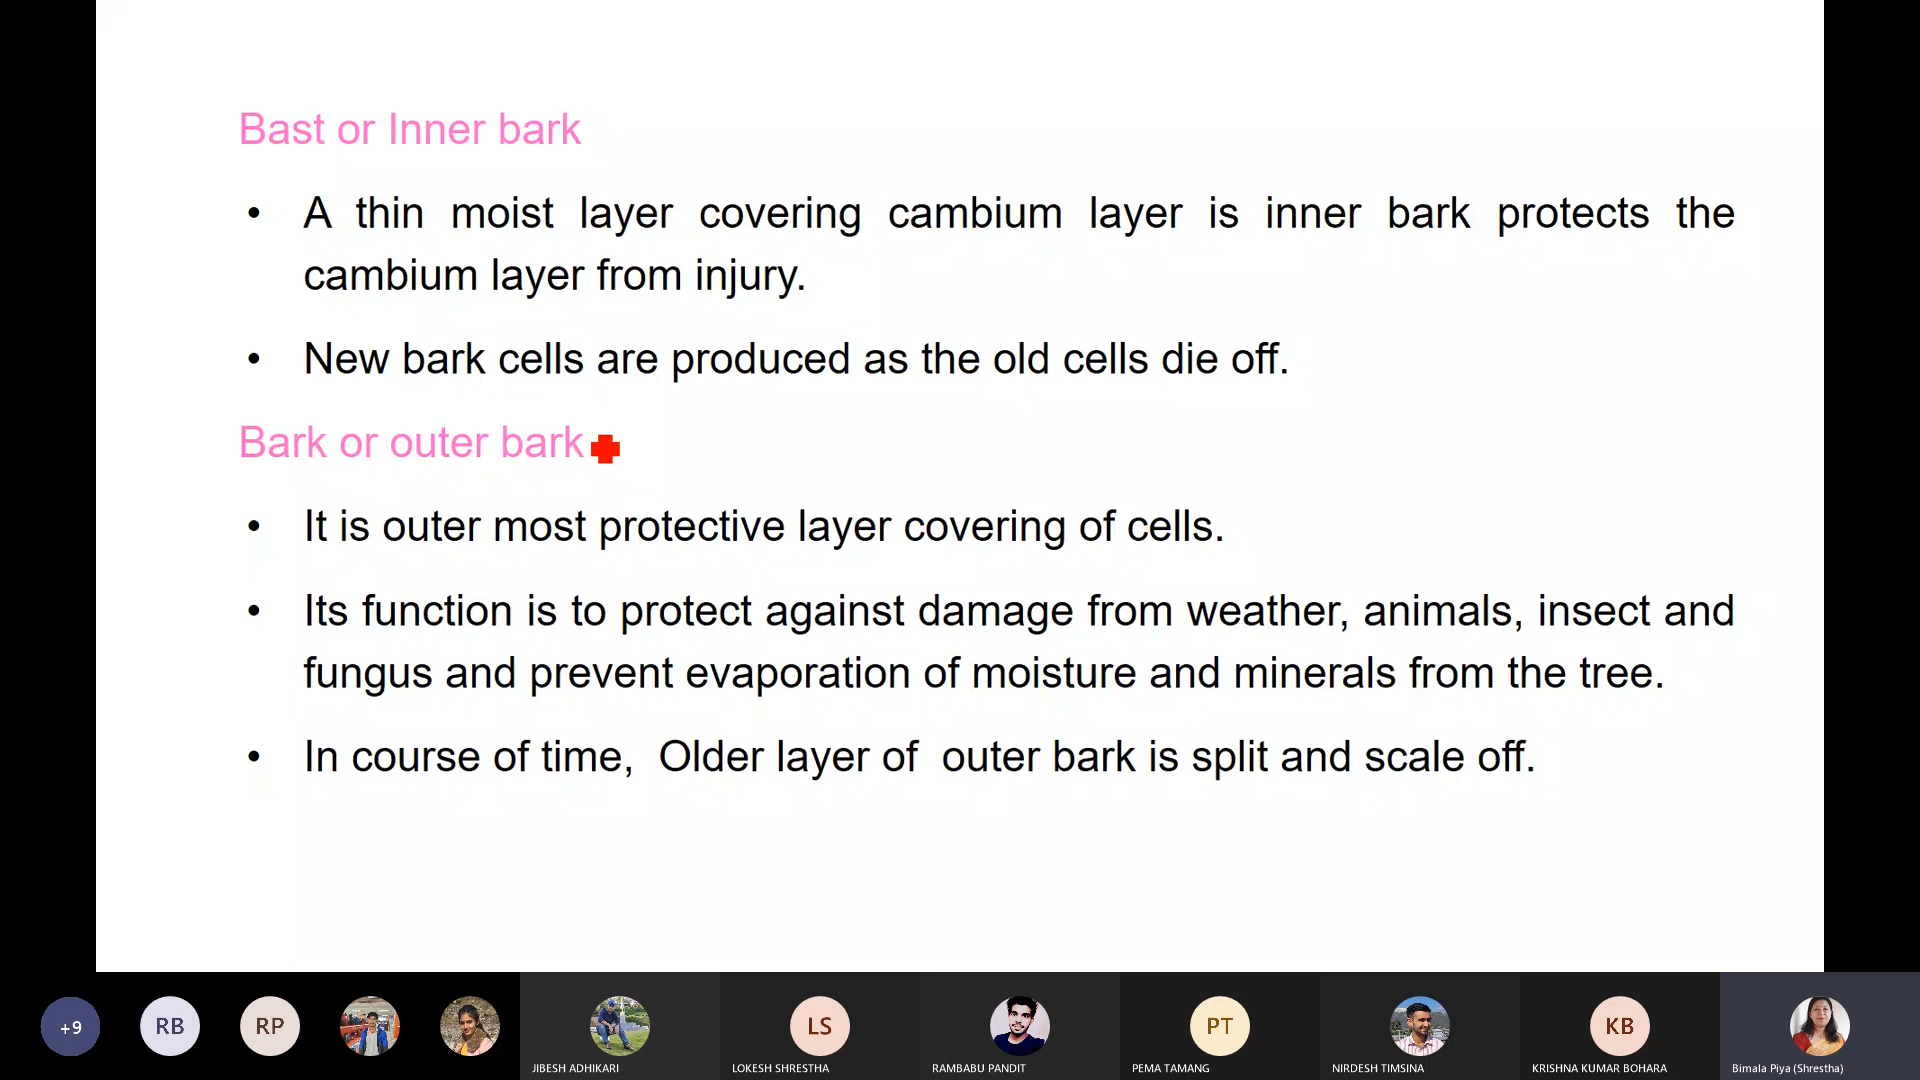 Bast or Inner bark
• A thin moist layer covering cambium layer is inner bark protects the
cambium layer from injury.
• New bark cells are produced as the old cells die off.
Bark or outer bark
• It is outer most protective layer covering of cells.
• Its function is to protect against damage from weather, animals, insect and
fungus and prevent evaporation of moisture and minerals from the tree.
• In course of time, Older layer of outer bark is split and scale off.
+9
RB
RP
LS
PT
KB
JIBESH ADHIKARI
LOKESH SHRESTHA
RAMBABU PANDIT
PEMA TAMANG
NIRDESH TIMSINA
KRISHNA KUMAR BOHARA
Bimala Piya (Shrestha)